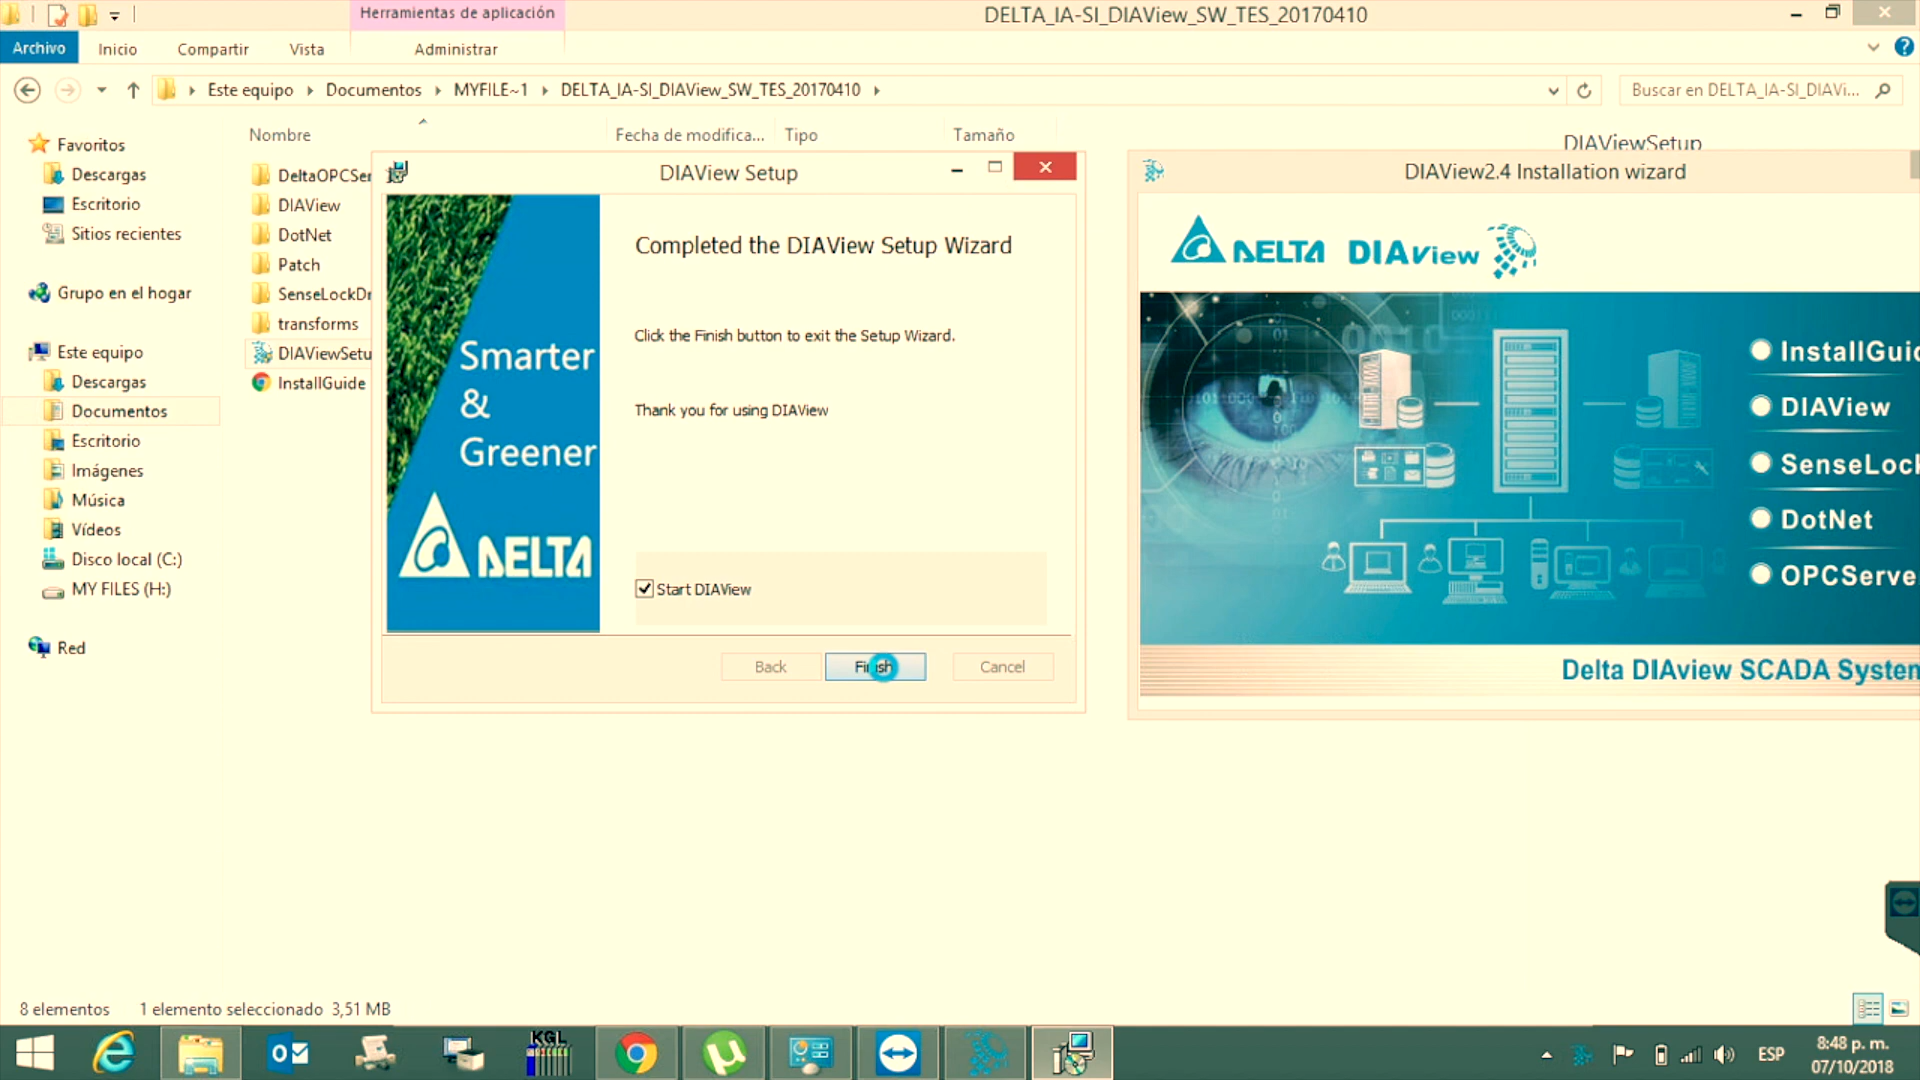 Herramientas de aplicación
DELTA_IA-SI_DIAView_SW_TES_20170410
Archivo
Inicio
Compartir
Vista
Administrar
Este equipo
Documentos
MYFILE~1
DELTA_IA-SI_DIAView_SW_TES_20170410
Buscar en DELTA_IA-SI_DIAVi...
Nombre
Fecha de modifica...
Tipo
Tamaño
DIAViewSetup
Favoritos
Descargas
Escritorio
Sitios recientes
Grupo en el hogar
Este equipo
Descargas
Documentos
Escritorio
Imágenes
Música
Vídeos
Disco local (C:)
MY FILES (H:)
Red
DeltaOPCSer
DIAView
DotNet
Patch
SenseLockDr
transforms
DIAViewSetu
InstallGuide
DIAView Setup
Smarter
&
Greener
DELTA
Completed the DIAView Setup Wizard
Click the Finish button to exit the Setup Wizard.
Thank you for using DIAView
Start DIAView
Back
Finish
Cancel
DIAView2.4 Installation wizard
DELTA DIAView
InstallGuid
DIAView
SenseLock
DotNet
OPCServe
Delta DIAview SCADA System
8 elementos
1 elemento seleccionado 3,51 MB
KGL
ESP
8:48 p. m.
07/10/2018